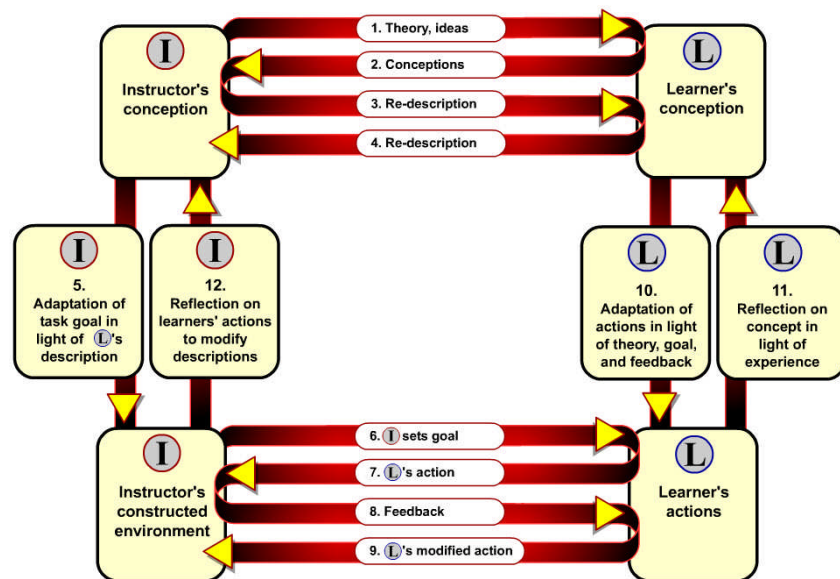 I
Instructor's
conception
L
Learner's
conception
1. Theory, ideas
2. Conceptions
3. Re-description
4. Re-description
I
5.
Adaptation of
task goal in
light of L's
description
I
12.
Reflection on
learners' actions
to modify
descriptions
L
10.
Adaptation of
actions in light
of theory, goal,
and feedback
L
11.
Reflection on
concept in
light of
experience
I
Instructor's
constructed
environment
6. I sets goal
7. L's action
8. Feedback
9. L's modified action
L
Learner's
actions